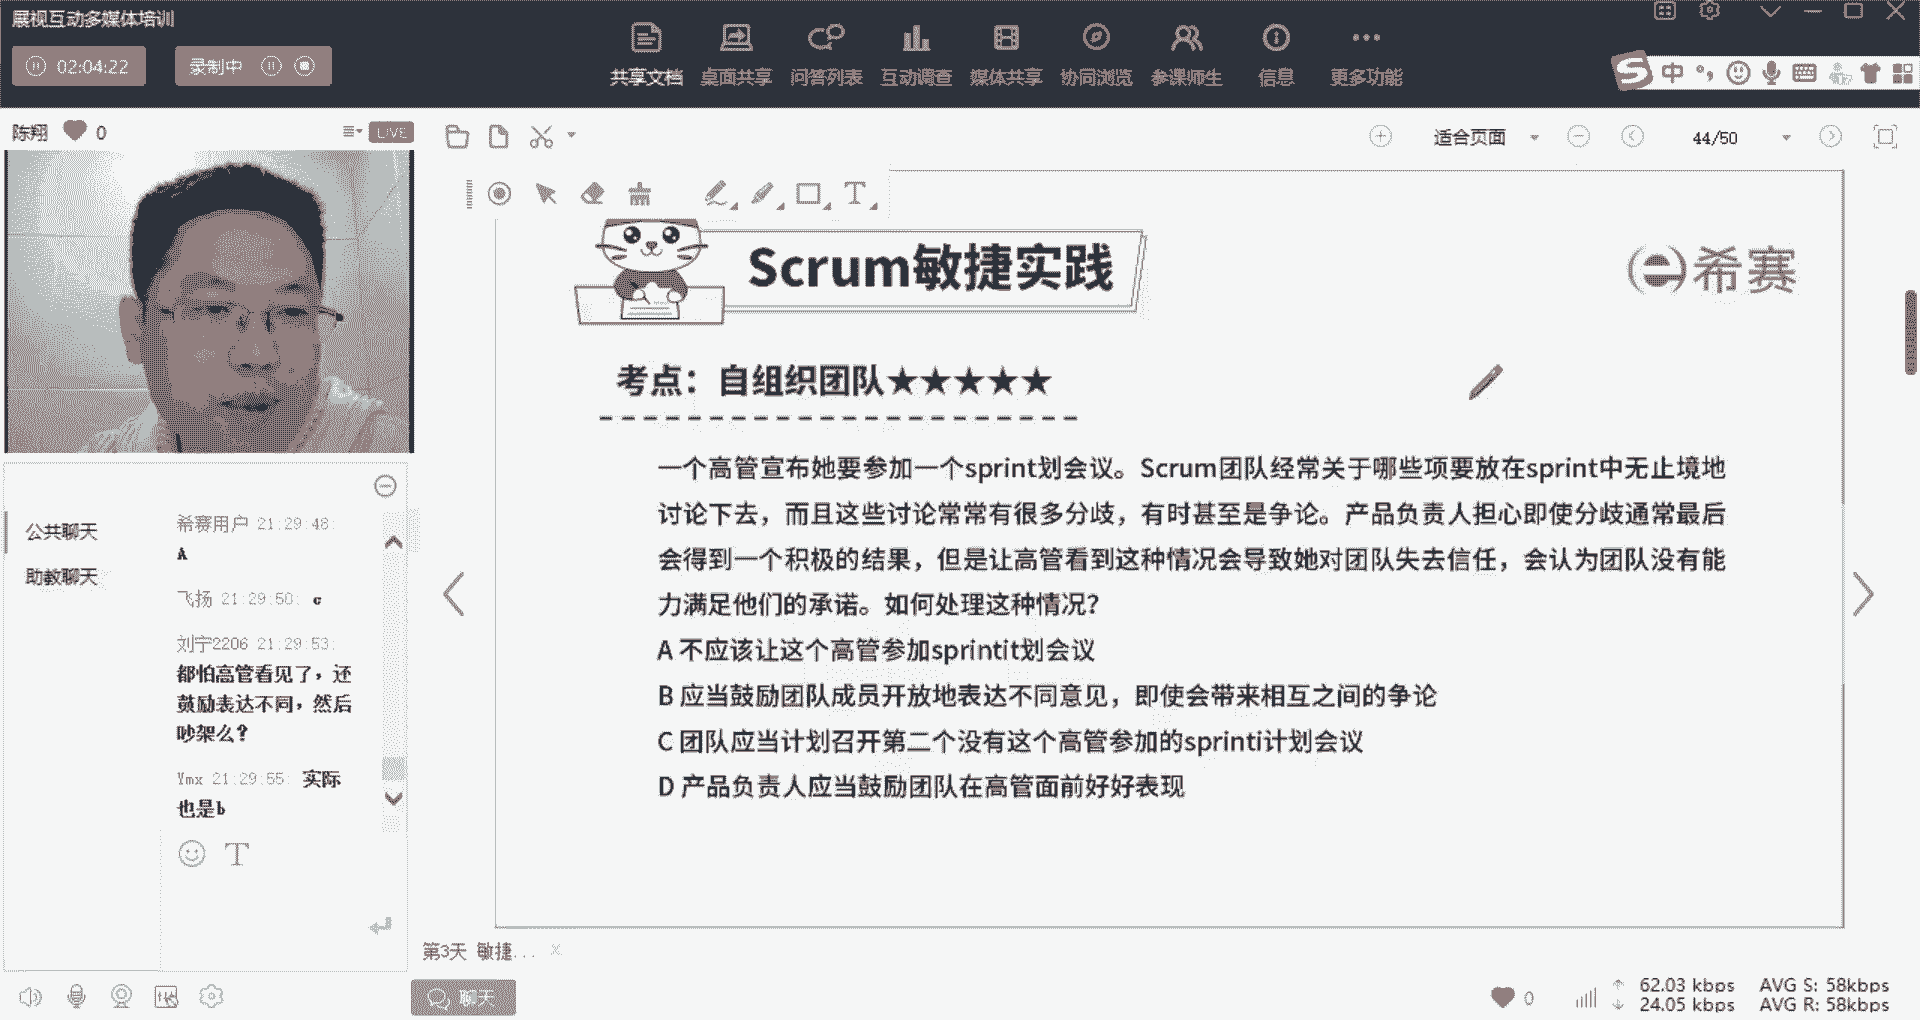 展视互动多媒体培训
02:04:22
录制中
共享文档 桌面共享 问答列表 互动调查 媒体共享 协同浏览 参课师生 信息 更多功能
中
陈翔 0
LIVE
适合页面
44/50
T
Scrum敏捷实践
希赛
考点：自组织团队★★★★★
一个高管宣布她要参加一个sprint划会议。Scrum团队经常关于哪些项要放在sprint中无止境地
讨论下去，而且这些讨论常常有很多分歧，有时甚至是争论。产品负责人担心即使分歧通常最后
会得到一个积极的结果，但是让高管看到这种情况会导致她对团队失去信任，会认为团队没有能
力满足他们的承诺。如何处理这种情况？
A 不应该让这个高管参加sprintit划会议
B 应当鼓励团队成员开放地表达不同意见，即使会带来相互之间的争论
C 团队应当计划召开第二个没有这个高管参加的sprinti计划会议
D 产品负责人应当鼓励团队在高管面前好好表现
公共聊天
助教聊天
希赛用户 21:29:48:
A
飞扬 21:29:50: c
刘宁2206 21:29:53:
都怕高管看见了，还
鼓励表达不同，然后
吵架么？
Ymx 21:29:55: 实际
也是b
T
第3天 敏捷...
聊天
0
62.03 kbps AVG S: 58kbps
24.05 kbps AVG R: 58kbps